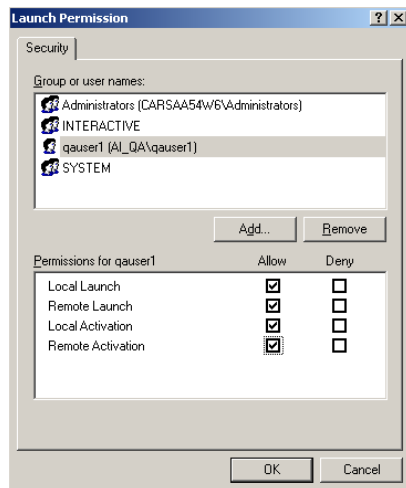 Launch Permission
Security
Group or user names:
Administrators (CARSAA54W6\Administrators)
INTERACTIVE
qauser1 (AI_QA\qauser1)
SYSTEM
Add... Remove
Permissions for qauser1 Allow Deny
Local Launch
Remote Launch
Local Activation
Remote Activation
OK Cancel